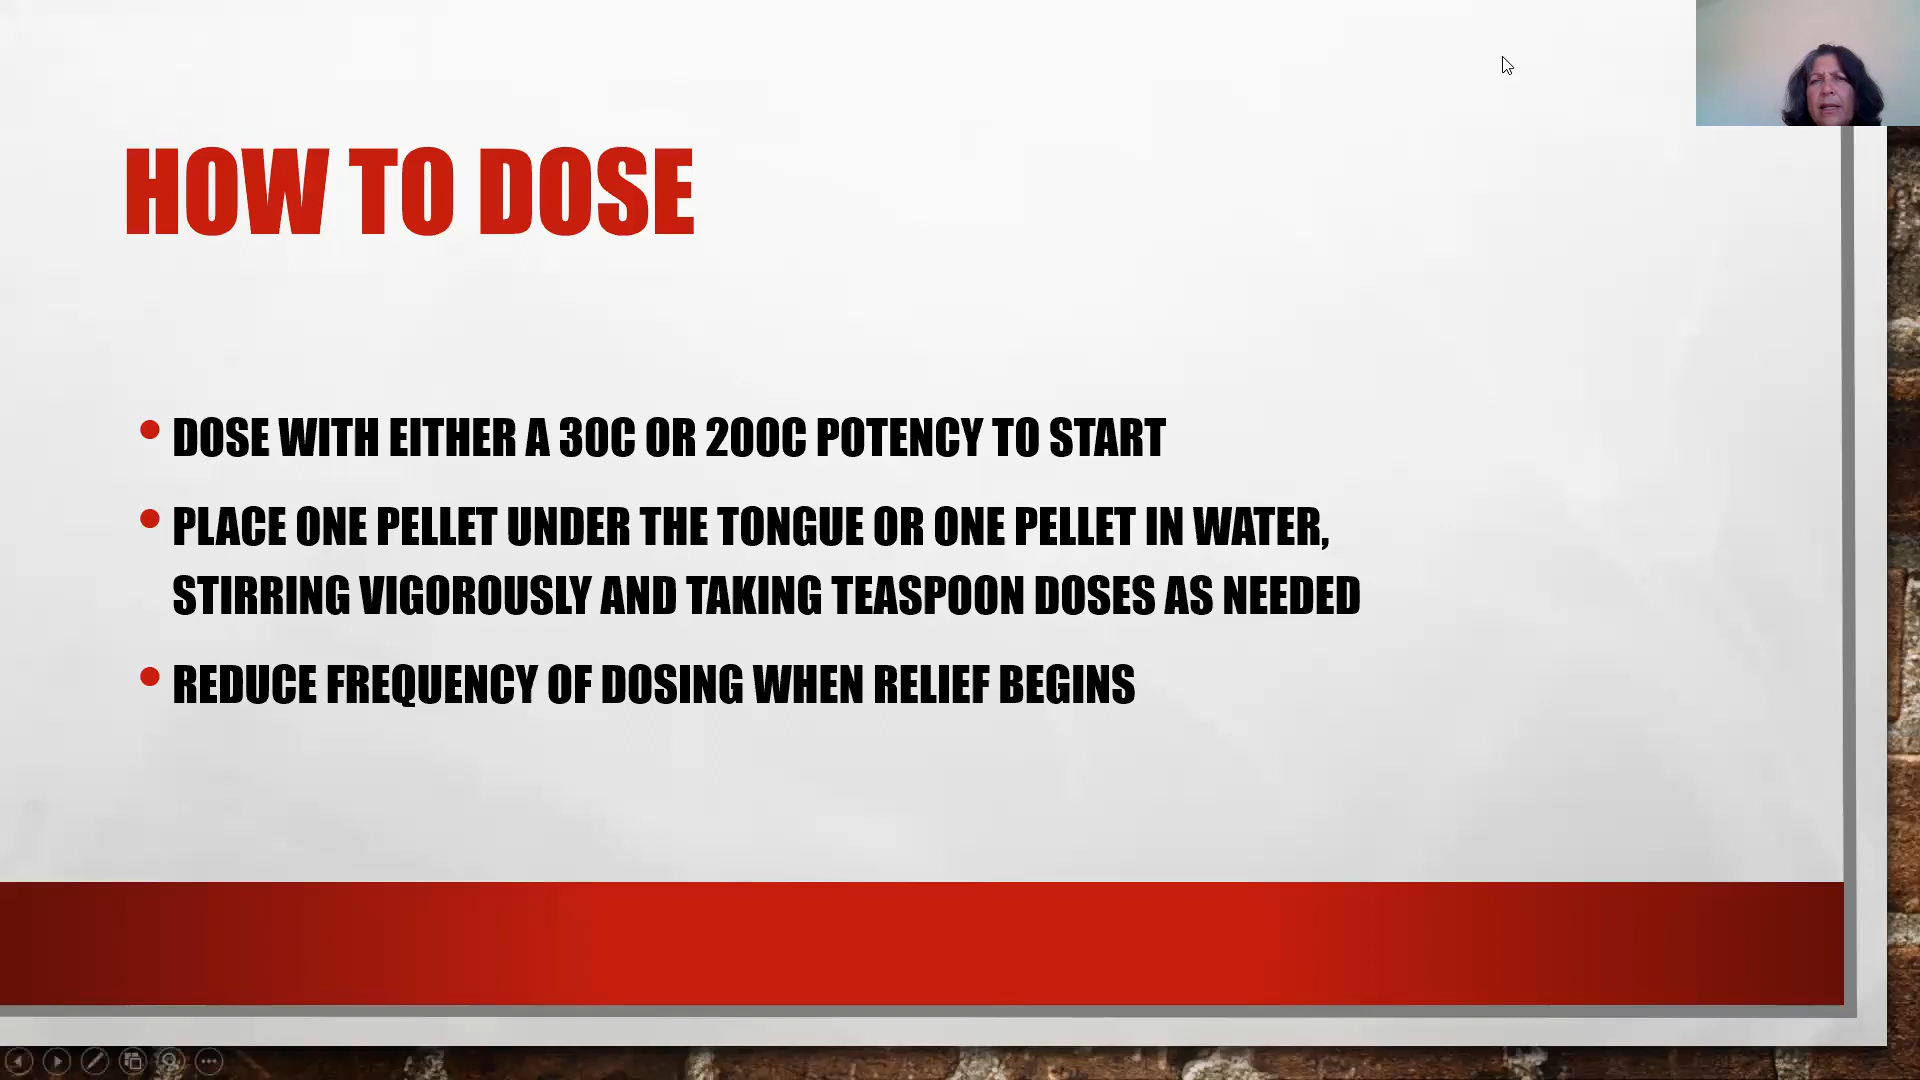 HOW TO DOSE
• DOSE WITH EITHER A 30C OR 200C POTENCY TO START
• PLACE ONE PELLET UNDER THE TONGUE OR ONE PELLET IN WATER,
STIRRING VIGOROUSLY AND TAKING TEASPOON DOSES AS NEEDED
• REDUCE FREQUENCY OF DOSING WHEN RELIEF BEGINS